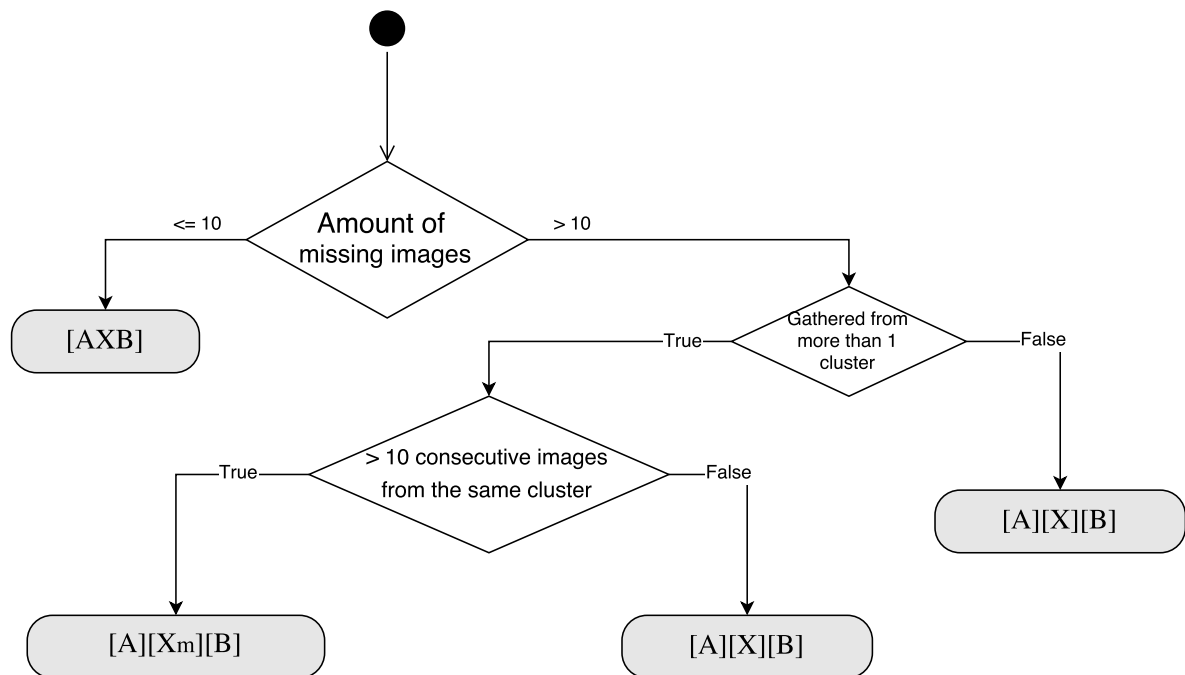 <= 10
> 10
Amount of
missing images
[AXB]
Gathered from
more than 1
cluster
True
False
> 10 consecutive images
from the same cluster
True
False
[A][X][B]
[A][Xm][B]
[A][X][B]